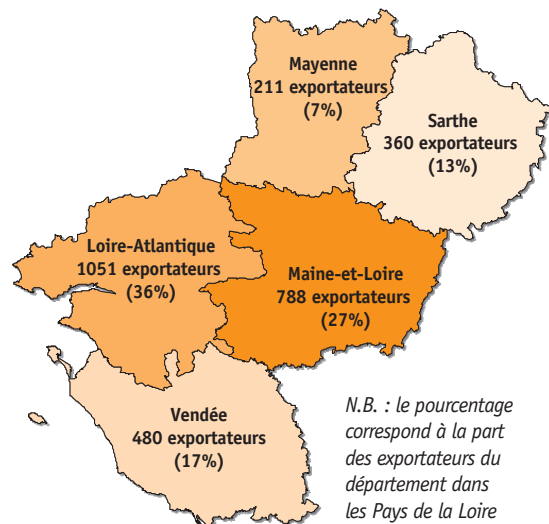 Mayenne
211 exportateurs
(7%)
Sarthe
360 exportateurs
(13%)
Loire-Atlantique
1051 exportateurs
(36%)
Maine-et-Loire
788 exportateurs
(27%)
Vendée
480 exportateurs
(17%)
N.B. : le pourcentage
correspond à la part
des exportateurs du
département dans
les Pays de la Loire